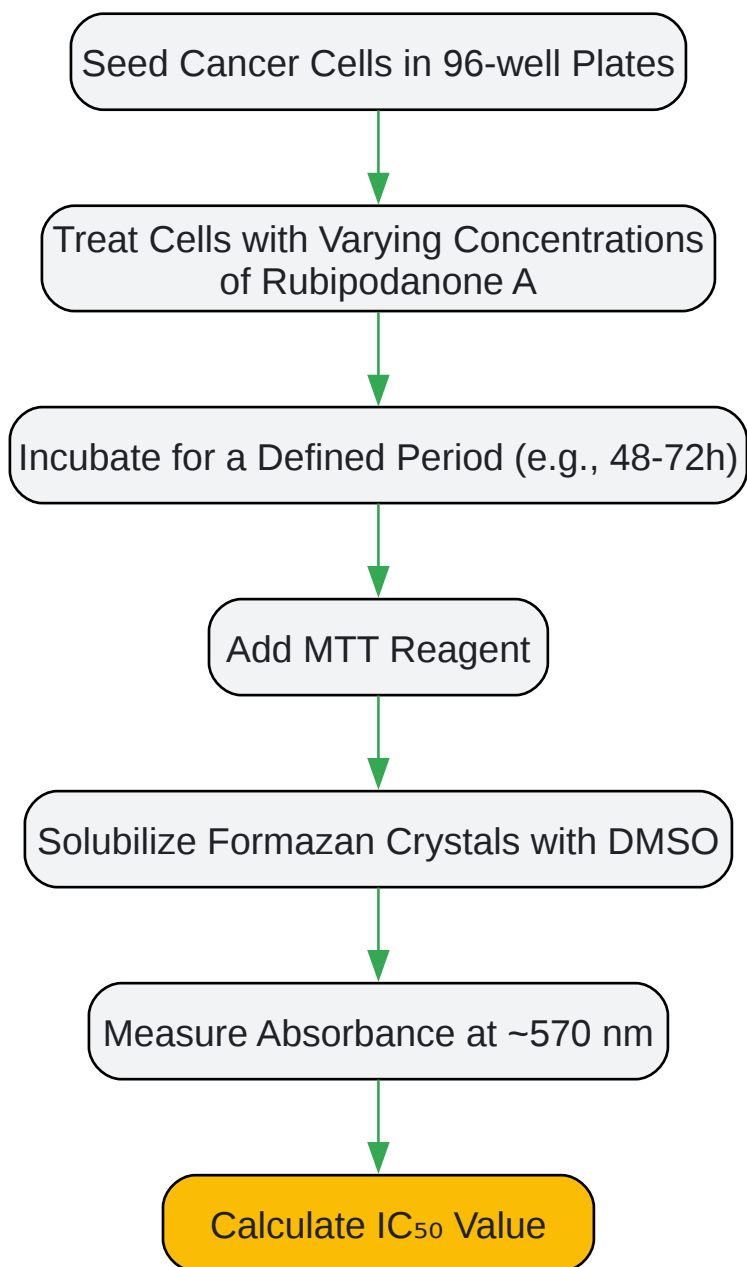 Seed Cancer Cells in 96-well Plates
Treat Cells with Varying Concentrations
of Rubipodanone A
Incubate for a Defined Period (e.g., 48-72h)
Add MTT Reagent
Solubilize Formazan Crystals with DMSO
Measure Absorbance at ~570 nm
Calculate IC₅₀ Value